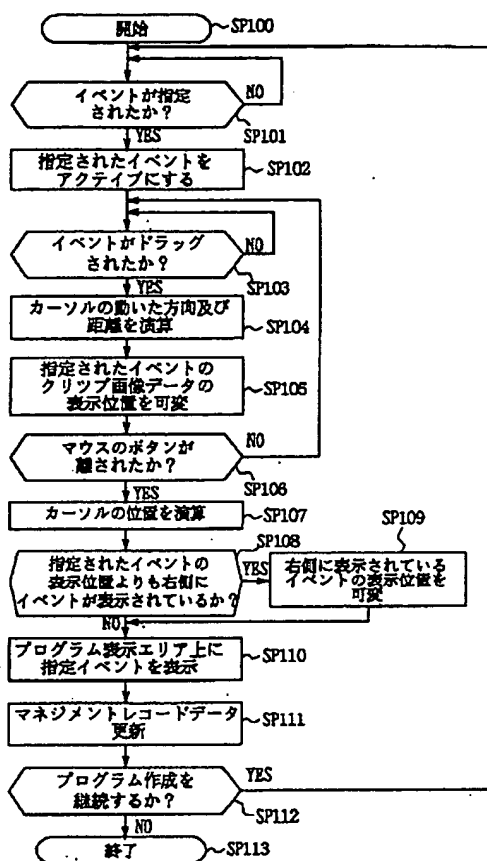 開始
SP100
イベントが指定
されたか?
NO
SP101
YES
指定されたイベントを
アクテイブにする
SP102
イベントがドラッグ
されたか?
NO
SP103
YES
カーソルの動いた方向及び
距離を演算
SP104
指定されたイベントの
クリツプ画像データの
表示位置を可変
SP105
マウスのボタンが
離されたか?
NO
SP106
YES
カーソルの位置を演算
SP107
指定されたイベントの
表示位置よりも右側に
イベントが表示されているか?
SP108
YES
SP109
右側に表示されている
イベントの表示位置を
可変
NO
プログラム表示エリア上に
指定イベントを表示
SP110
マネジメントレコードデータ
更新
SP111
プログラム作成を
継続するか?
YES
SP112
NO
終了
SP113